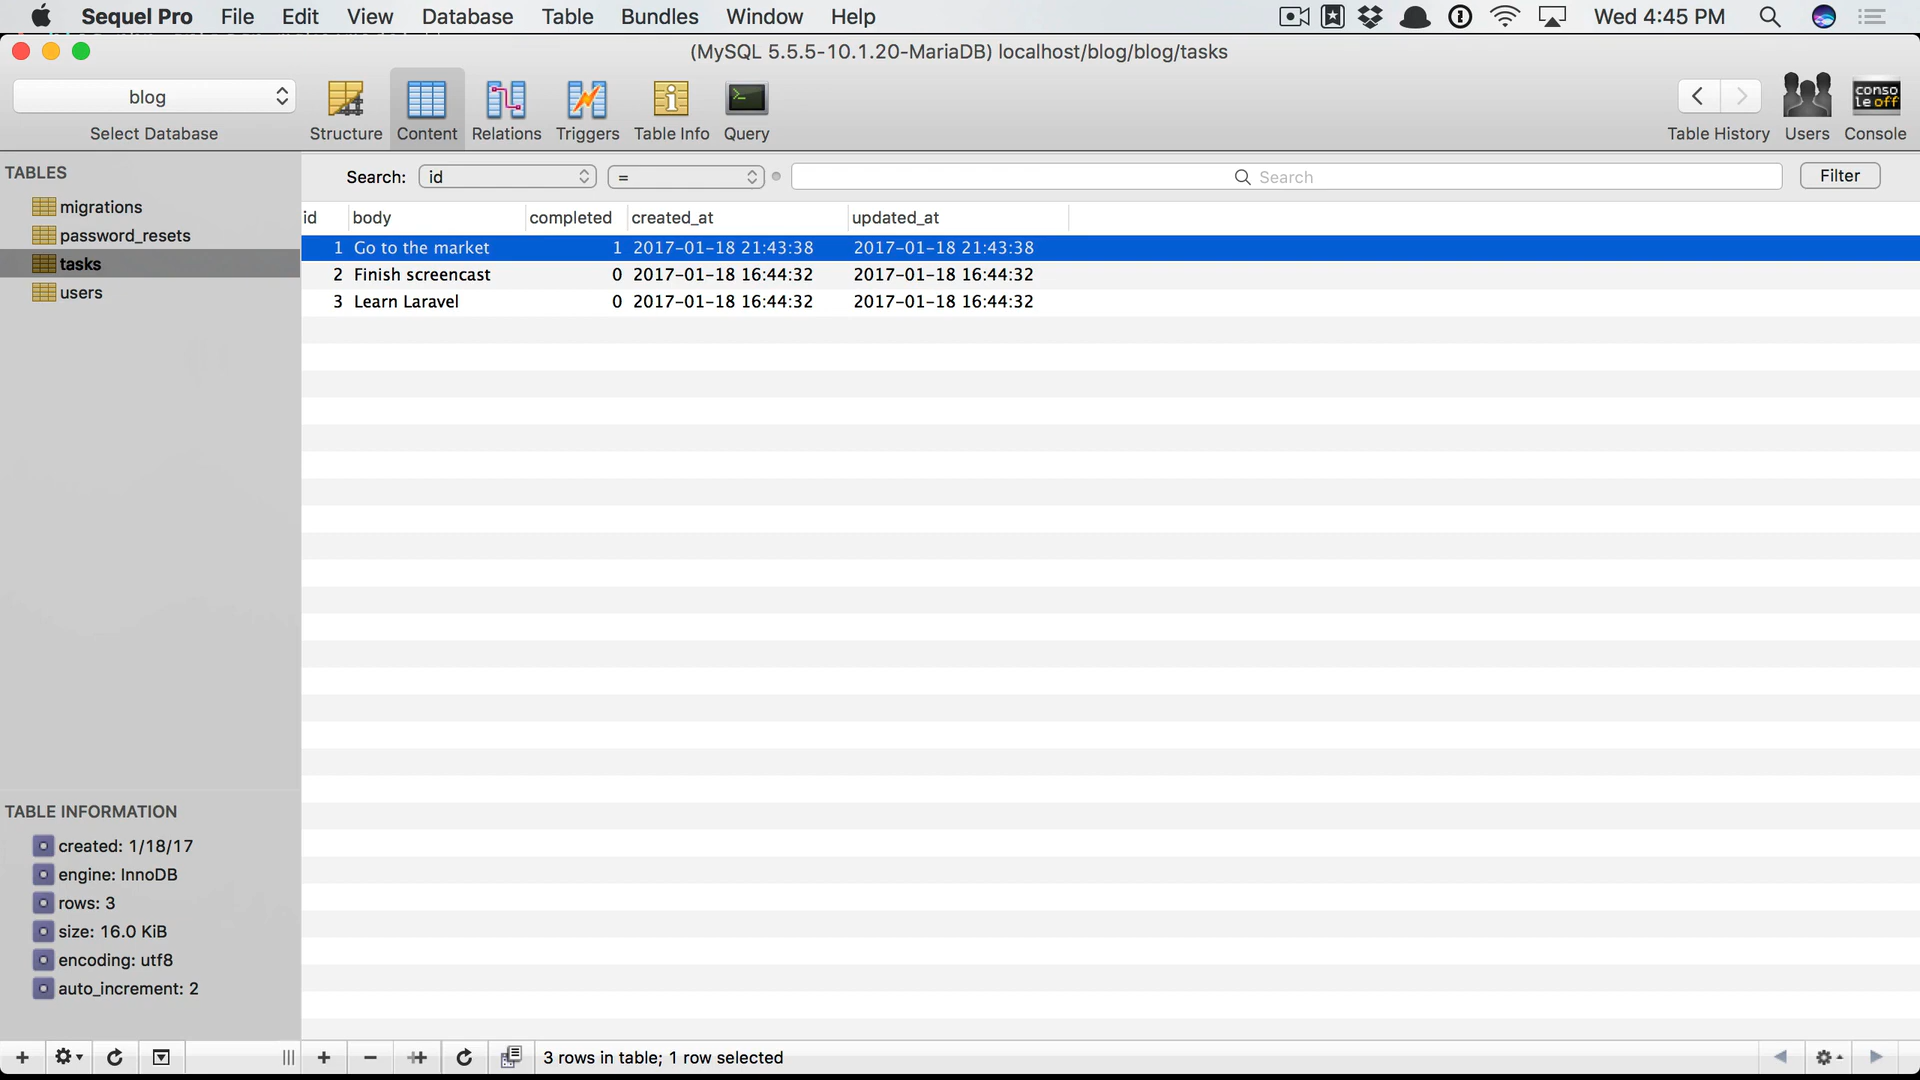 Sequel Pro File Edit View Database Table Bundles Window Help Wed 4:45 PM
(MySQL 5.5.5-10.1.20-MariaDB) localhost/blog/blog/tasks
blog
Select Database Structure Content Relations Triggers Table Info Query Table History Users Console
conso
le off
TABLES
migrations
password_resets
tasks
users
Search: id = Search Filter
id body completed created_at updated_at
1 Go to the market 1 2017-01-18 21:43:38 2017-01-18 21:43:38
2 Finish screencast 0 2017-01-18 16:44:32 2017-01-18 16:44:32
3 Learn Laravel 0 2017-01-18 16:44:32 2017-01-18 16:44:32
TABLE INFORMATION
created: 1/18/17
engine: InnoDB
rows: 3
size: 16.0 KiB
encoding: utf8
auto_increment: 2
3 rows in table; 1 row selected